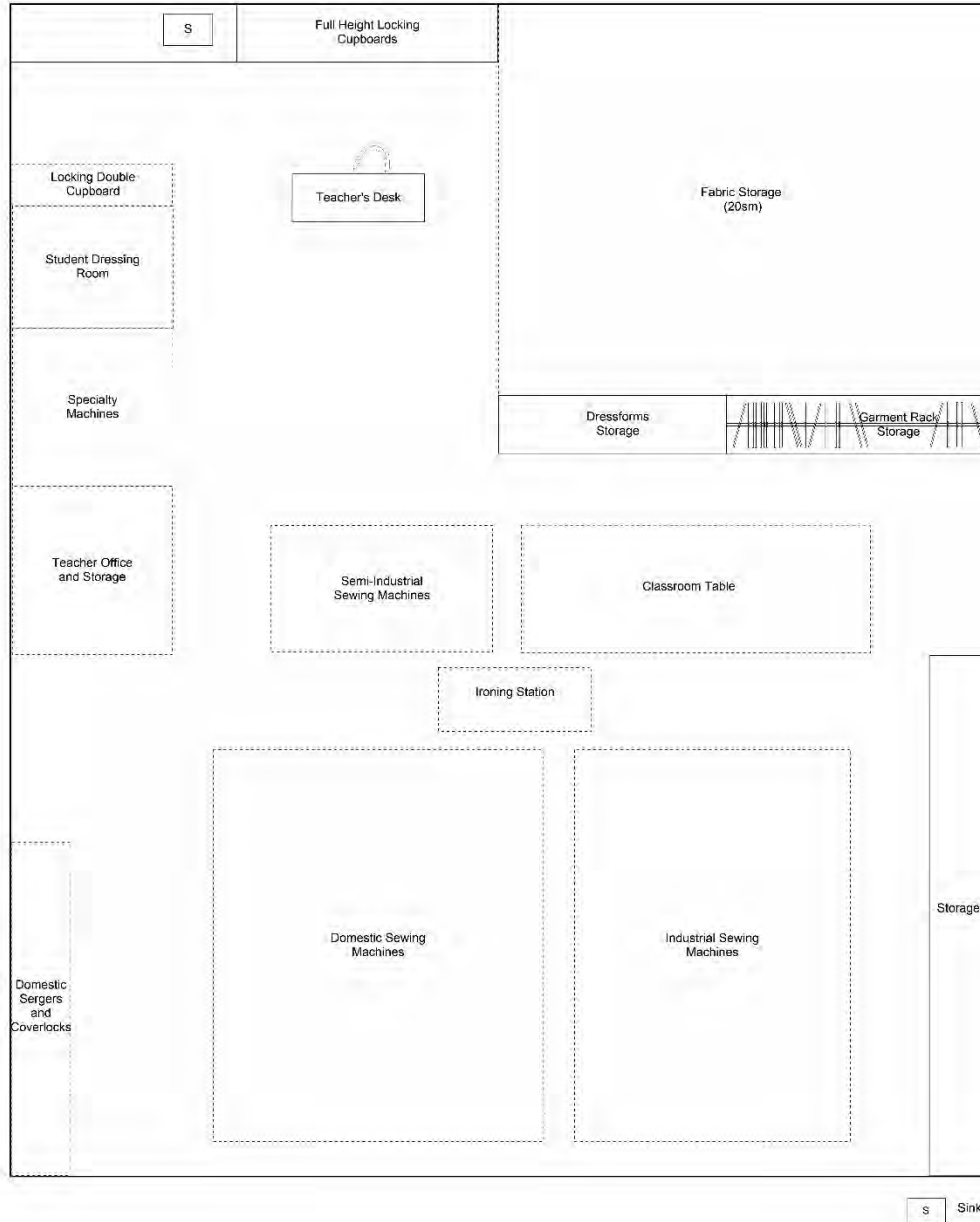 S
Full Height Locking
Cupboards
Locking Double
Cupboard
Teacher's Desk
Fabric Storage
(20sm)
Student Dressing
Room
Specialty
Machines
Dressforms
Storage
Garment Rack
Storage
Teacher Office
and Storage
Semi-Industrial
Sewing Machines
Classroom Table
Ironing Station
Storage
Domestic Sewing
Machines
Industrial Sewing
Machines
Domestic
Sergers
and
Coverlocks
S Sink